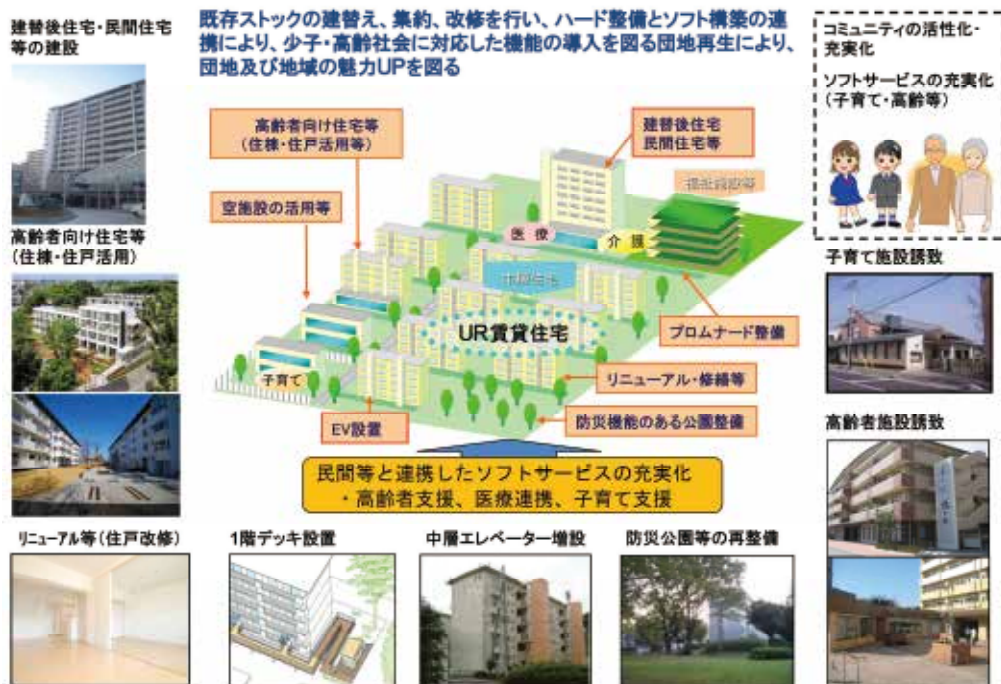 既存ストックの建替え、集約、改修を行い、ハード整備とソフト構築の連
携により、少子・高齢社会に対応した機能の導入を図る団地再生により、
団地及び地域の魅力UPを図る
建替後住宅・民間住宅
等の建設
高齢者向け住宅等
(住棟・住戸活用)
高齢者向け住宅等
(住棟・住戸活用等)
空施設の活用等
建替後住宅
民間住宅等
福祉施設等
医療
介護
UR賃貸住宅
子育て
プロムナード整備
リニューアル・修繕等
EV設置
防災機能のある公園整備
民間等と連携したソフトサービスの充実化
・高齢者支援、医療連携、子育て支援
コミュニティの活性化・
充実化
ソフトサービスの充実化
(子育て・高齢等)
子育て施設誘致
高齢者施設誘致
リニューアル等(住戸改修)
1階デッキ設置
中層エレベーター増設
防災公園等の再整備